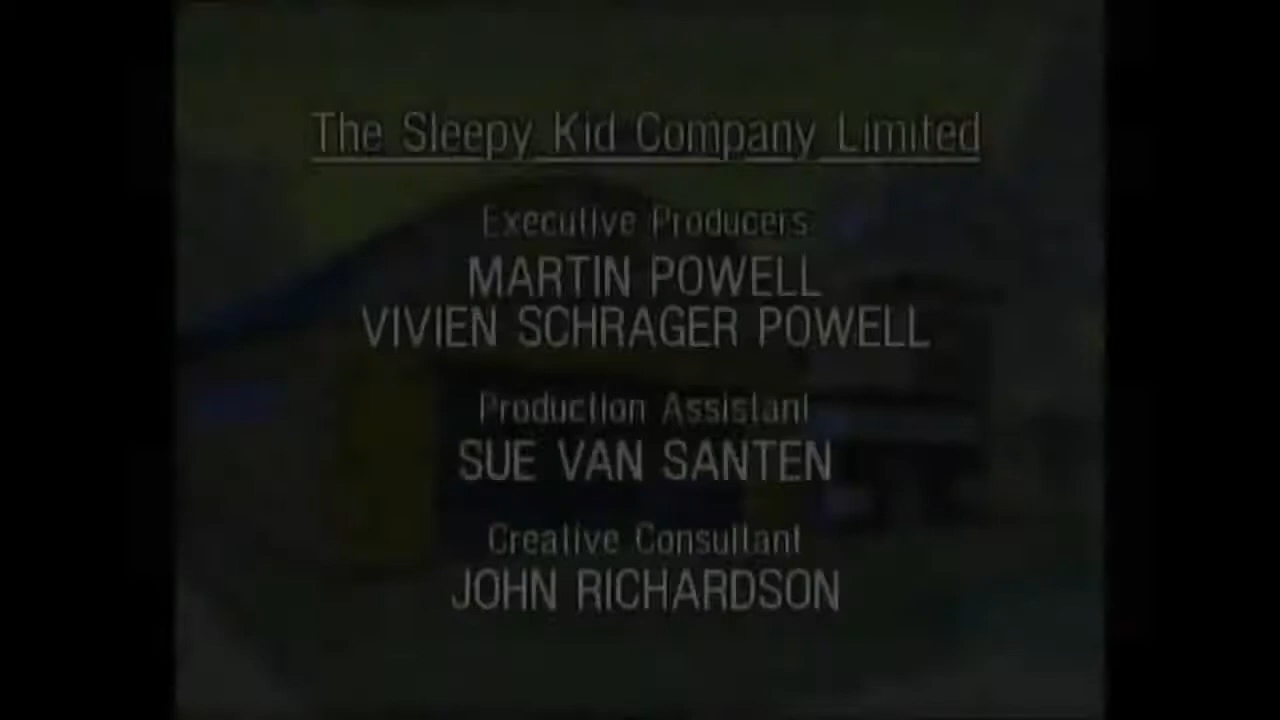 The Sleepy Kid Company Limited
Executive Producers
MARTIN POWELL
VIVIEN SCHRAGER POWELL
Production Assistant
SUE VAN SANTEN
Creative Consultant
JOHN RICHARDSON